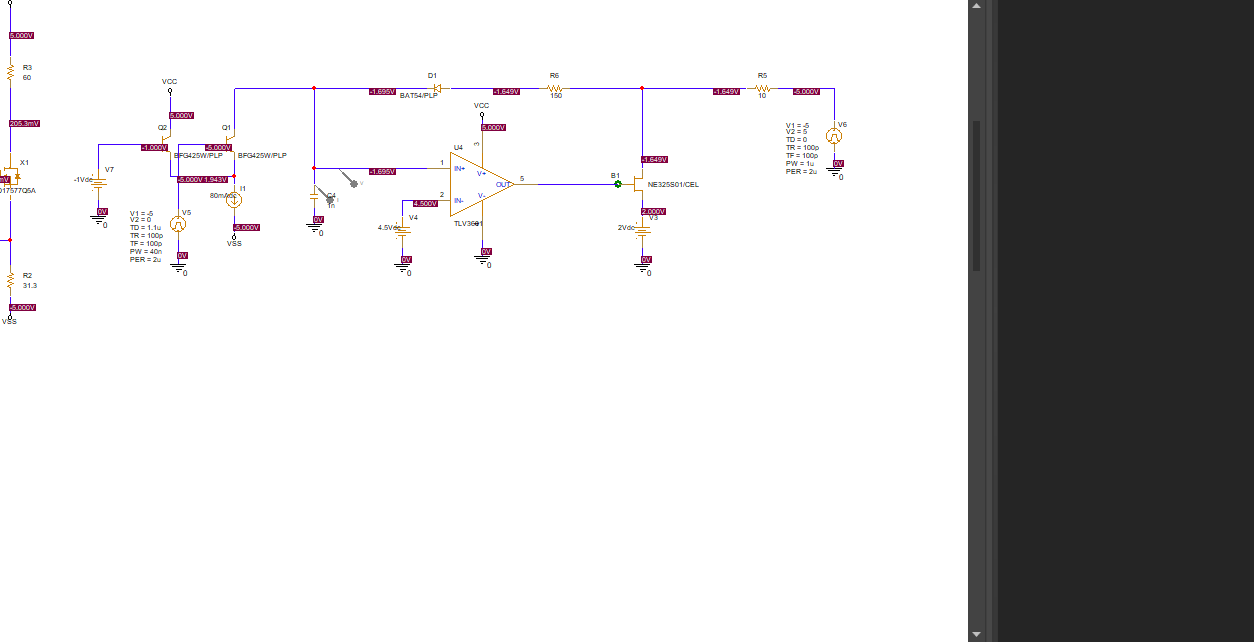 5.000V
R3
60
205.3mV
X1
D17577Q5A
R2
31.3
-5.000V
VSS
VCC
5.000V
Q2
-1.000V
BFG425W/PLP
Q1
-5.000V
BFG425W/PLP
V7
-1Vdc
0V
0
-5.000V
1.943V
I1
80mAdc
-5.000V
VSS
V1 = -5
V2 = 0
TD = 1.1u
TR = 100p
TF = 100p
PW = 40n
PER = 2u
V5
0V
0
-1.695V
D1
BAT54/PLP
-1.649V
R6
150
-1.649V
R5
10
-5.000V
V1 = -5
V2 = 5
TD = 0
TR = 100p
TF = 100p
PW = 1u
PER = 2u
V6
0V
0
VCC
5.000V
3
U4
1
IN+
V+
-1.695V
OUT
5
2
IN-
V-
4.500V
V4
4.5Vdc
0V
0
0V
0
C4
1n
0V
0
-1.649V
B1
NE325S01/CEL
2.000V
V3
2Vdc
0V
0